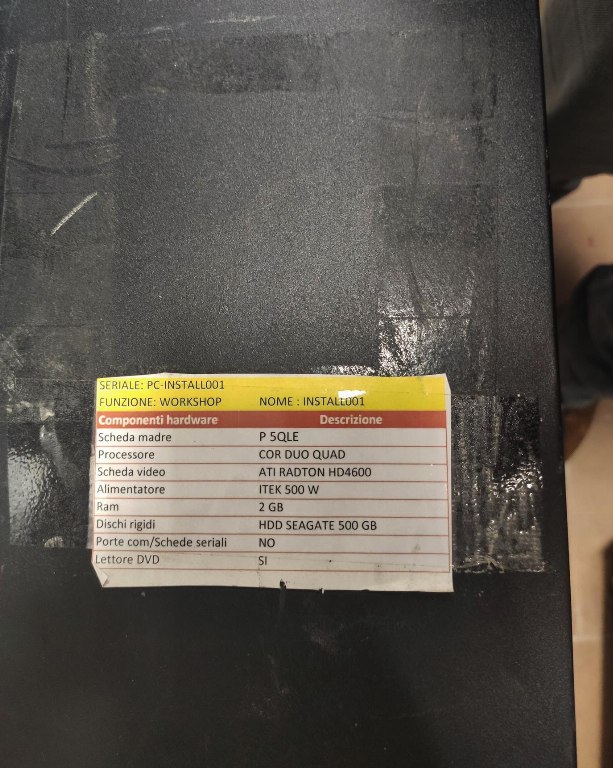 SERIALE: PC-INSTALL001
FUNZIONE: WORKSHOP NOME : INSTALL001
Componenti hardware Descrizione
Scheda madre P 5QLE
Processore COR DUO QUAD
Scheda video ATI RADTON HD4600
Alimentatore ITEK 500 W
Ram 2 GB
Dischi rigidi HDD SEAGATE 500 GB
Porte com/Schede seriali NO
Lettore DVD SI